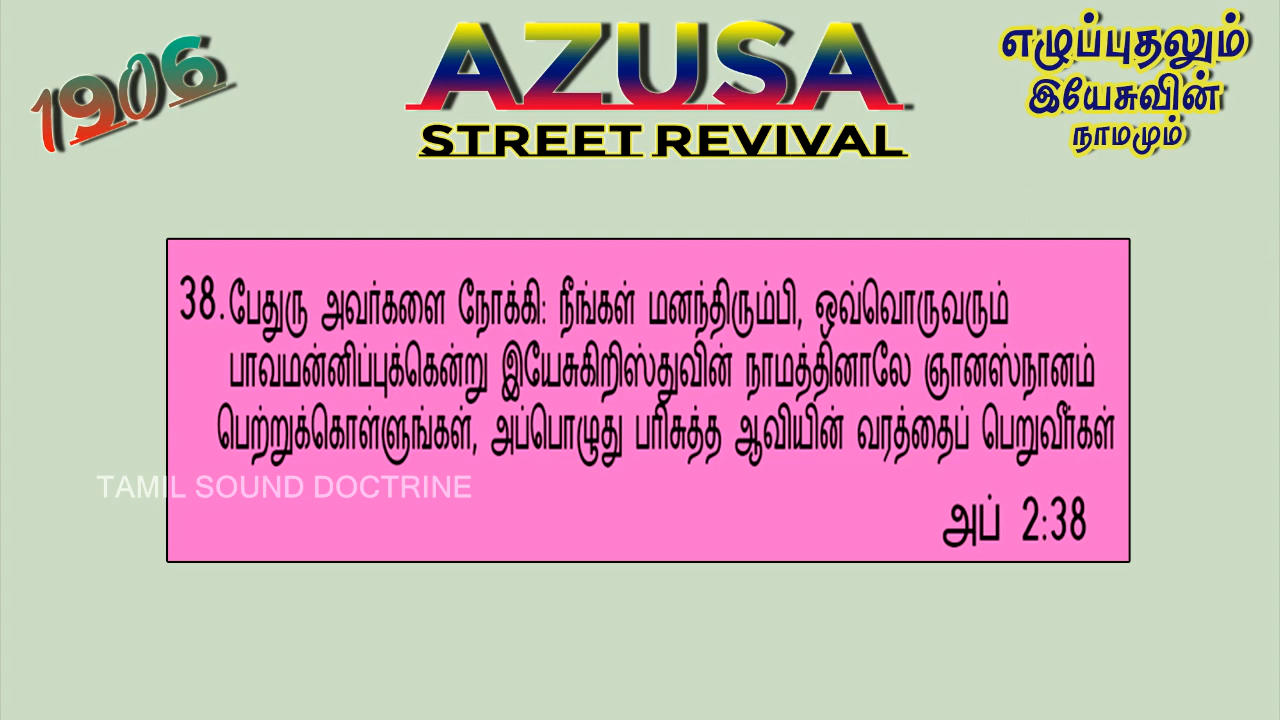 1906
AZUSA
STREET REVIVAL
எழுப்புதலும்
இயேசுவின்
நாமமும்
38. பேதுரு அவர்களை நோக்கி: நீங்கள் மனந்திரும்பி, ஒவ்வொருவரும்
பாவமன்னிப்புக்கென்று இயேசுகிறிஸ்துவின் நாமத்தினாலே ஞானஸ்நானம்
பெற்றுக்கொள்ளுங்கள், அப்பொழுது பரிசுத்த ஆவியின் வரத்தைப் பெறுவீர்கள்
TAMIL SOUND DOCTRINE
அப் 2:38